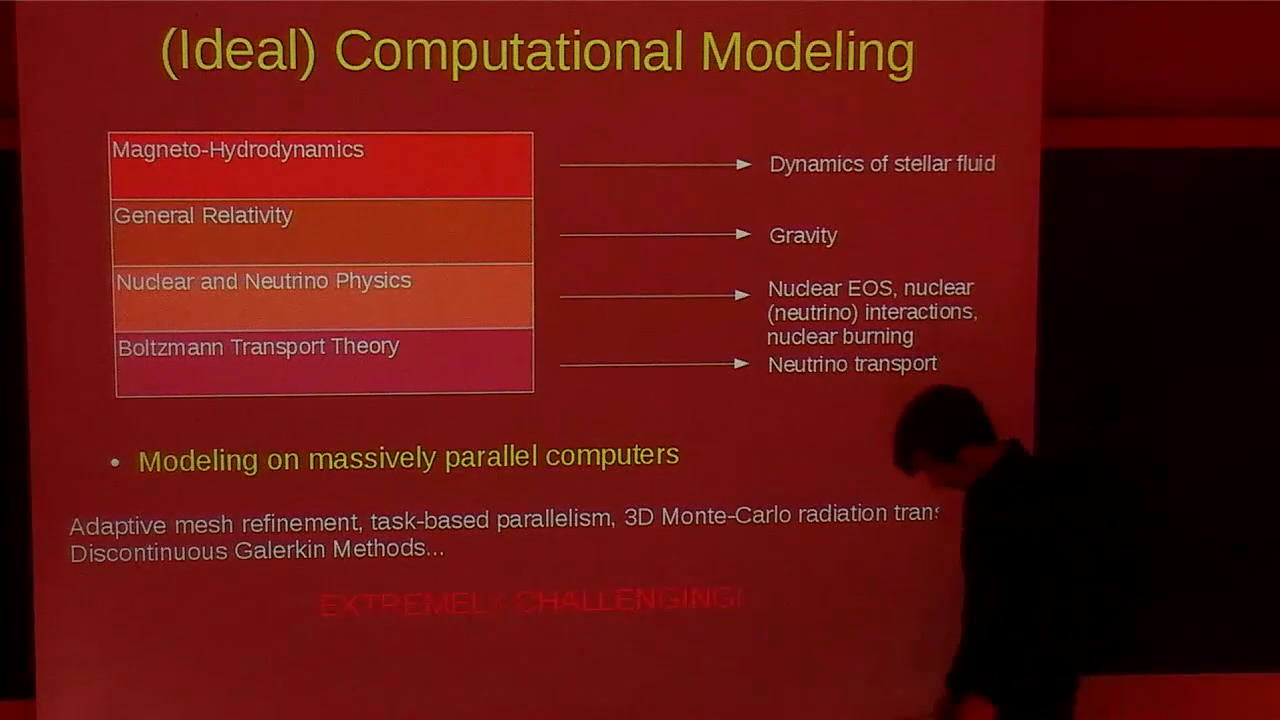 (Ideal) Computational Modeling
Magneto-Hydrodynamics
Dynamics of stellar fluid
General Relativity
Gravity
Nuclear and Neutrino Physics
Nuclear EOS, nuclear
(neutrino) interactions,
nuclear burning
Boltzmann Transport Theory
Neutrino transport
• Modeling on massively parallel computers
Adaptive mesh refinement, task-based parallelism, 3D Monte-Carlo radiation
Discontinuous Galerkin Methods...
EXTREMELY CHALLENGING!